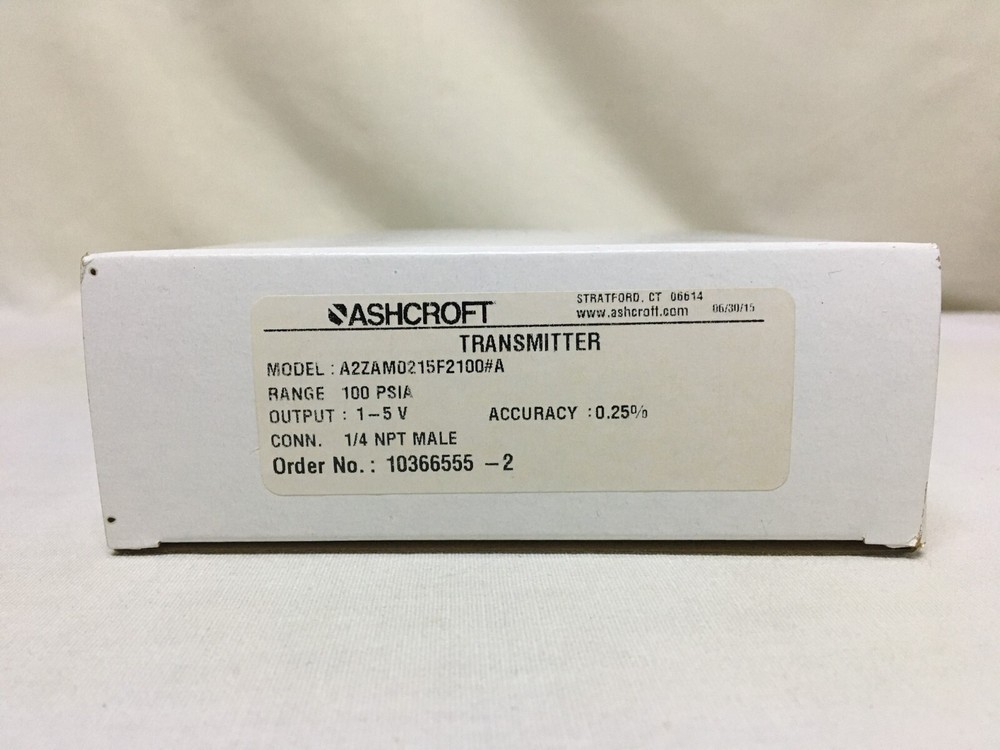 ASHCROFT
STRATFORD, CT 06614
www.ashcroft.com
06/30/15
TRANSMITTER
MODEL : A2ZAM0215F2100#A
RANGE 100 PSIA
OUTPUT : 1-5 V ACCURACY : 0.25%
CONN. 1/4 NPT MALE
Order No. : 10366555 -2